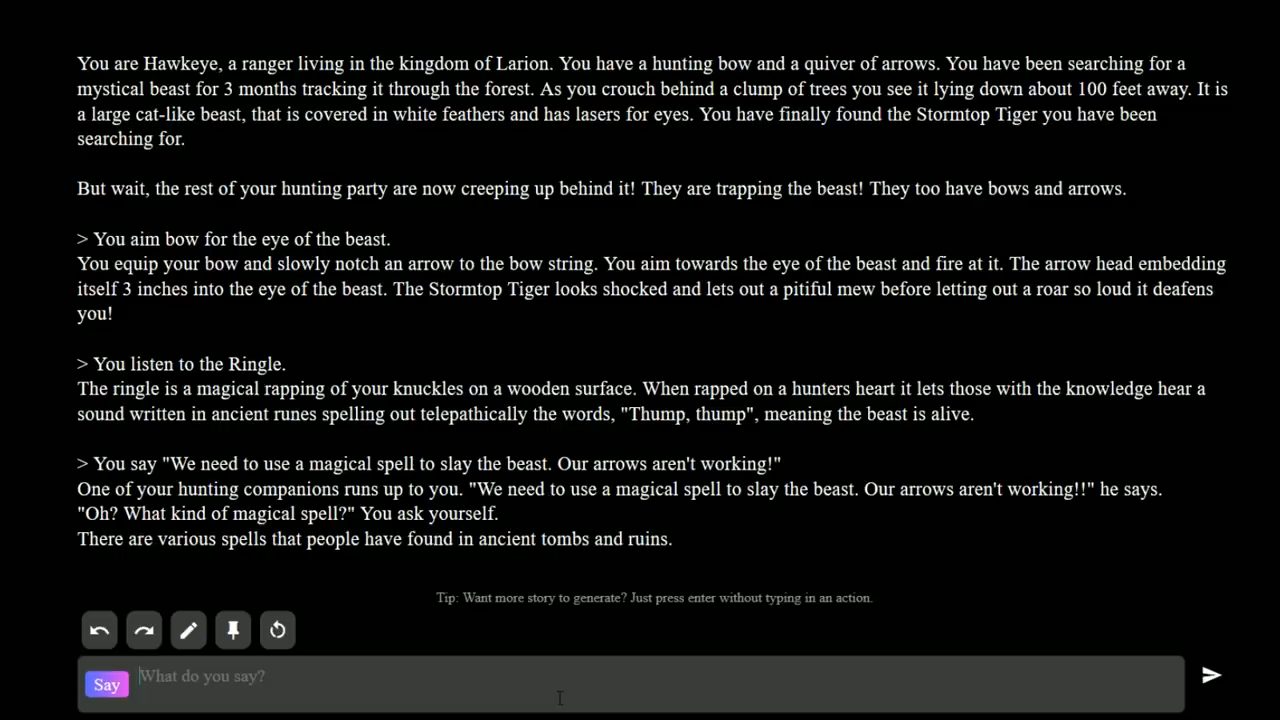 You are Hawkeye, a ranger living in the kingdom of Larion. You have a hunting bow and a quiver of arrows. You have been searching for a
mystical beast for 3 months tracking it through the forest. As you crouch behind a clump of trees you see it lying down about 100 feet away. It is
a large cat-like beast, that is covered in white feathers and has lasers for eyes. You have finally found the Stormtop Tiger you have been
searching for.
But wait, the rest of your hunting party are now creeping up behind it! They are trapping the beast! They too have bows and arrows.
> You aim bow for the eye of the beast.
You equip your bow and slowly notch an arrow to the bow string. You aim towards the eye of the beast and fire at it. The arrow head embedding
itself 3 inches into the eye of the beast. The Stormtop Tiger looks shocked and lets out a pitiful mew before letting out a roar so loud it deafens
you!
> You listen to the Ringle.
The ringle is a magical rapping of your knuckles on a wooden surface. When rapped on a hunters heart it lets those with the knowledge hear a
sound written in ancient runes spelling out telepathically the words, "Thump, thump", meaning the beast is alive.
> You say "We need to use a magical spell to slay the beast. Our arrows aren't working!"
One of your hunting companions runs up to you. "We need to use a magical spell to slay the beast. Our arrows aren't working!!" he says.
"Oh? What kind of magical spell?" You ask yourself.
There are various spells that people have found in ancient tombs and ruins.
Tip: Want more story to generate? Just press enter without typing in an action.
Say What do you say?